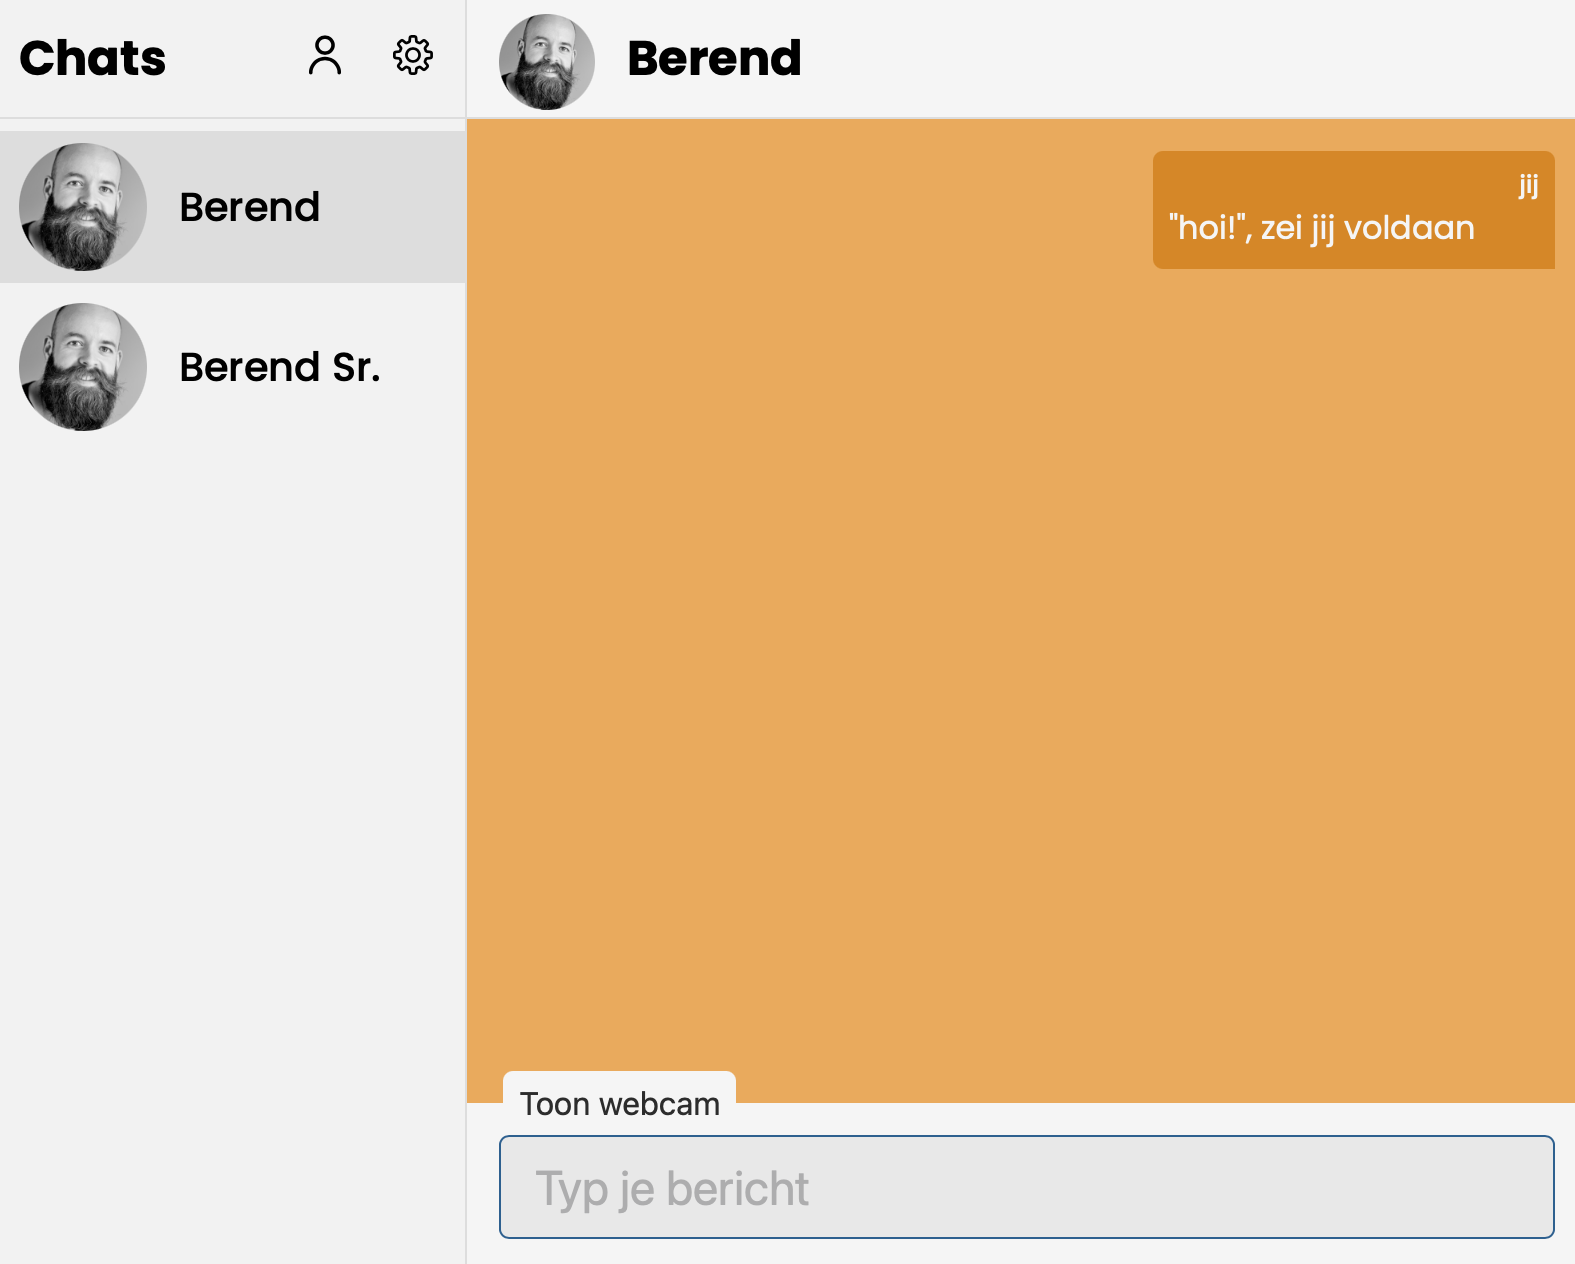 Chats
Berend
Berend Sr.
Berend
jij
"hoi!", zei jij voldaan
Toon webcam
Typ je bericht